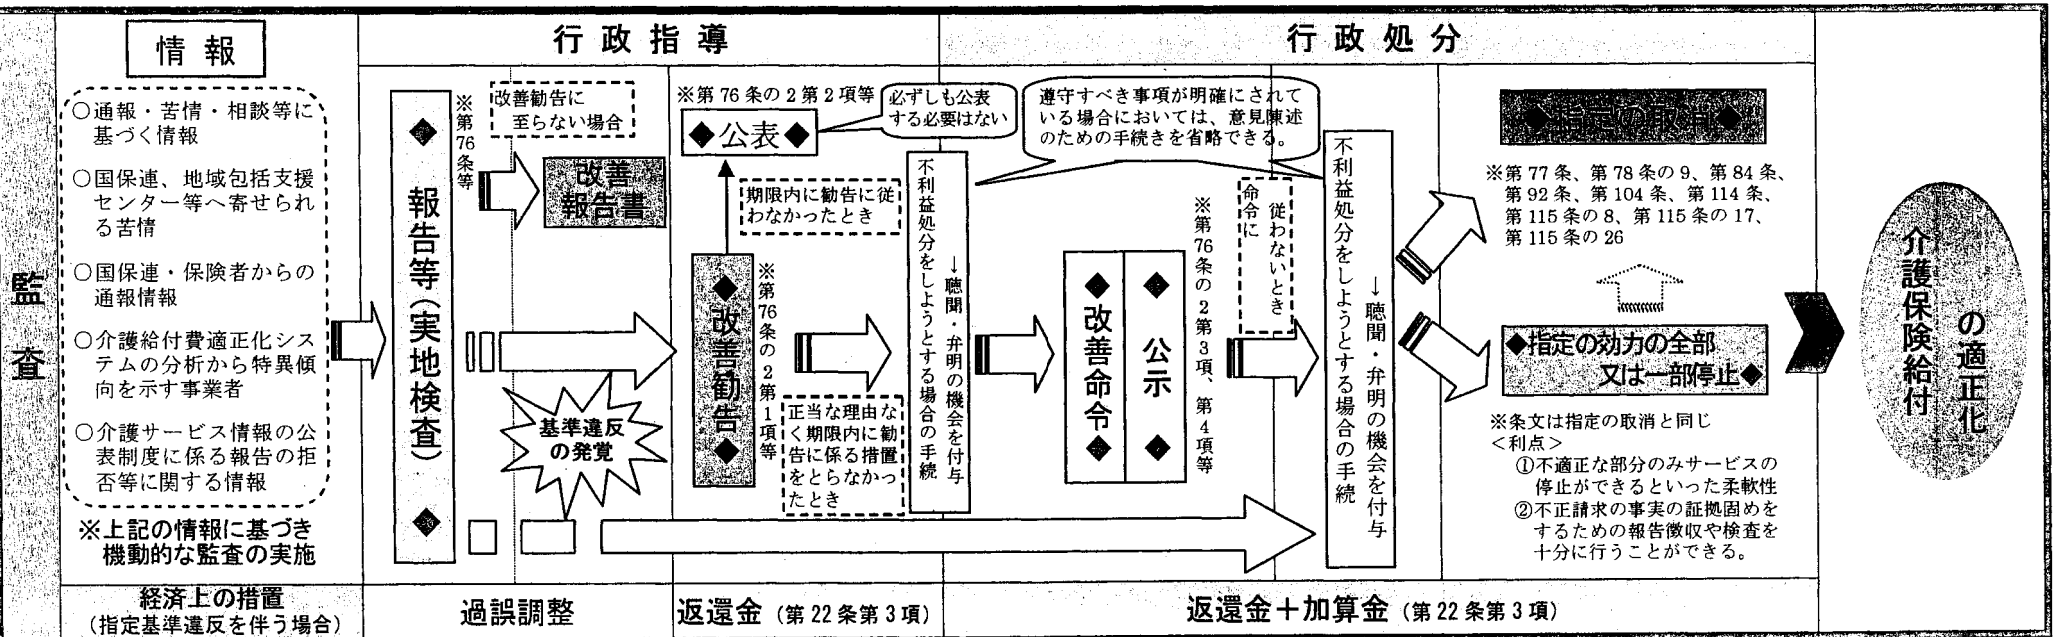 監査
情報
○通報・苦情・相談等に
基づく情報
○国保連、地域包括支援
センター等へ寄せられ
る苦情
○国保連・保険者からの
通報情報
○介護給付費適正化シス
テムの分析から特異傾
向を示す事業者
○介護サービス情報の公
表制度に係る報告の拒
否等に関する情報
※上記の情報に基づき
機動的な監査の実施
行政指導
◆報告等(実地検査)◆
※第76条等
改善勧告に
至らない場合
改善
報告書
基準違反
の発覚
※第76条の2第2項等
◆公表◆
必ずしも公表
する必要はない
期限内に勧告に従
わなかったとき
◆改善勧告◆
※第76条の2第1項等
正当な理由な
く期限内に勧
告に係る措置
をとらなかっ
たとき
不利益処分をしようとする場合の手続
→聴聞・弁明の機会を付与
行政処分
遵守すべき事項が明確にされて
いる場合においては、意見陳述
のための手続きを省略できる。
◆改善命令◆
◆公示◆
※第76条の2第3項、第4項等
命令に
従わないとき
不利益処分をしようとする場合の手続
→聴聞・弁明の機会を付与
◆指定の取消◆
※第77条、第78条の9、第84条、
第92条、第104条、第114条、
第115条の8、第115条の17、
第115条の26
◆指定の効力の全部
又は一部停止◆
※条文は指定の取消と同じ
<利点>
①不適正な部分のみサービスの
停止ができるといった柔軟性
②不正請求の事実の証拠固めを
するための報告徴収や検査を
十分に行うことができる。
介護保険給付
の適正化
経済上の措置
(指定基準違反を伴う場合)
過誤調整
返還金(第22条第3項)
返還金+加算金(第22条第3項)